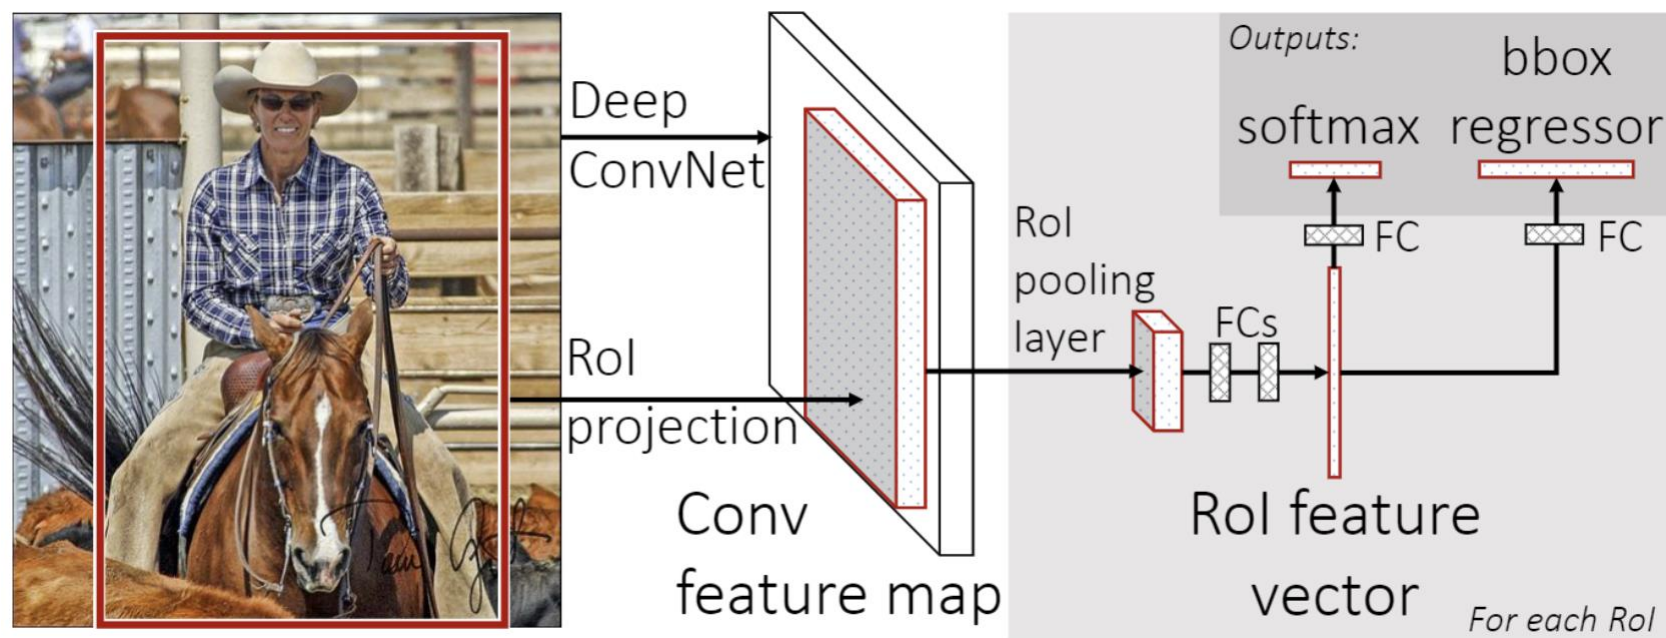 Deep
ConvNet
RoI
projection
Conv
feature map
RoI
pooling
layer
FCs
RoI feature
vector
Outputs:
softmax
bbox
regressor
FC
FC
For each RoI